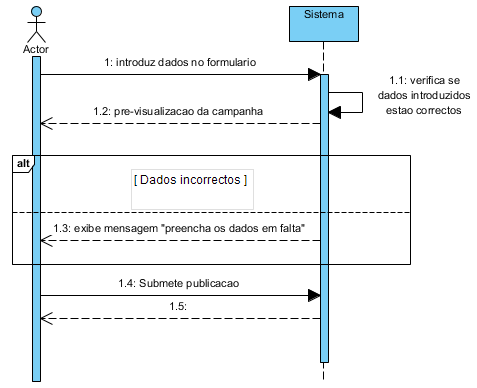 Sistema
Actor
1: introduz dados no formulario
1.1: verifica se
dados introduzidos
estao correctos
1.2: pre-visualizacao da campanha
alt
[ Dados incorrectos ]
1.3: exibe mensagem "preencha os dados em falta"
1.4: Submete publicacao
1.5: